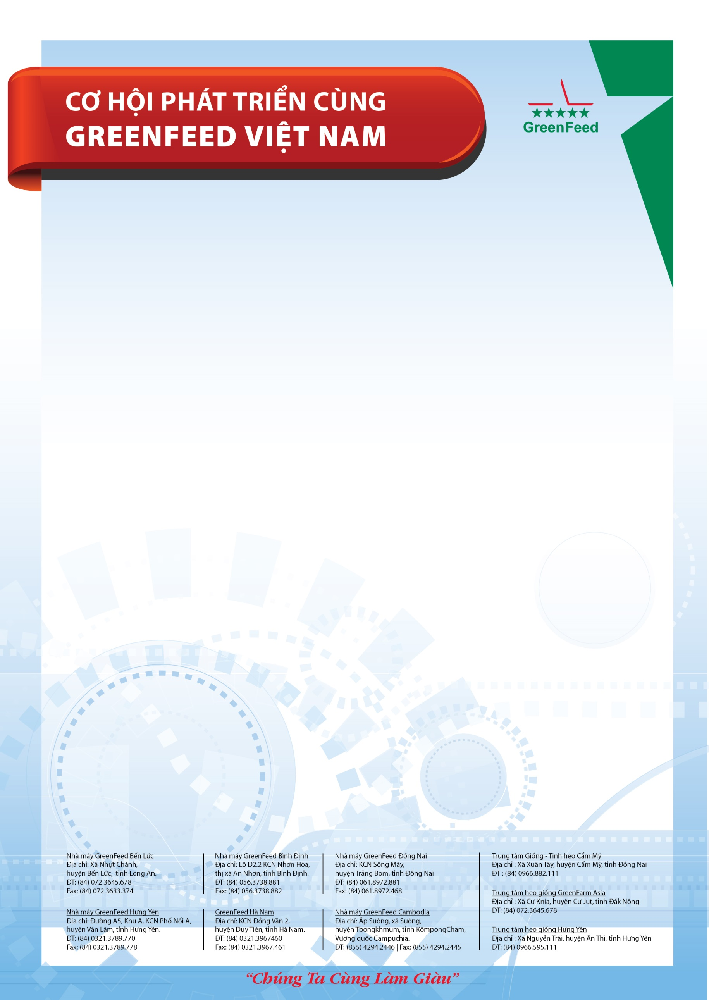 CƠ HỘI PHÁT TRIỂN CÙNG
GREENFEED VIỆT NAM
GreenFeed
Nhà máy GreenFeed Bến Lức
Địa chỉ: Xã Nhựt Chánh,
huyện Bến Lức, tỉnh Long An.
ĐT: (84) 072.3645.678
Fax: (84) 072.3633.374
Nhà máy GreenFeed Bình Định
Địa chỉ: Lô D2.2 KCN Nhơn Hòa,
thị xã An Nhơn, tỉnh Bình Định.
ĐT: (84) 056.3738.881
Fax: (84) 056.3738.882
Nhà máy GreenFeed Đồng Nai
Địa chỉ: KCN Sông Mây,
huyện Trảng Bom, tỉnh Đồng Nai
ĐT: (84) 061.8972.881
Fax: (84) 061.8972.468
Trung tâm Giống - Tinh heo Cẩm Mỹ
Địa chỉ : Xã Xuân Tây, huyện Cẩm Mỹ, tỉnh Đồng Nai
ĐT : (84) 0966.882.111
Trung tâm heo giống GreenFarm Asia
Địa chỉ : Xã Cư Knia, huyện Cư Jut, tỉnh Đăk Nông
ĐT: (84) 072.3645.678
Trung tâm heo giống Hưng Yên
Địa chỉ : Xã Nguyễn Trãi, huyện Ân Thi, tỉnh Hưng Yên
ĐT: (84) 0966.595.111
Nhà máy GreenFeed Hưng Yên
Địa chỉ: Đường A5, Khu A, KCN Phố Nối A,
huyện Văn Lâm, tỉnh Hưng Yên.
ĐT: (84) 0321.3789.770
Fax: (84) 0321.3789.778
GreenFeed Hà Nam
Địa chỉ: KCN Đồng Văn 2,
huyện Duy Tiên, tỉnh Hà Nam.
ĐT: (84) 0321.3967460
Fax: (84) 0321.3967.461
Nhà máy GreenFeed Cambodia
Địa chỉ: Ấp Suông, xã Suông,
huyện Tbongkhmum, tỉnh KômpongCham,
Vương quốc Campuchia.
ĐT: (855) 4294.2446 | Fax: (855) 4294.2445
“Chúng Ta Cùng Làm Giàu”